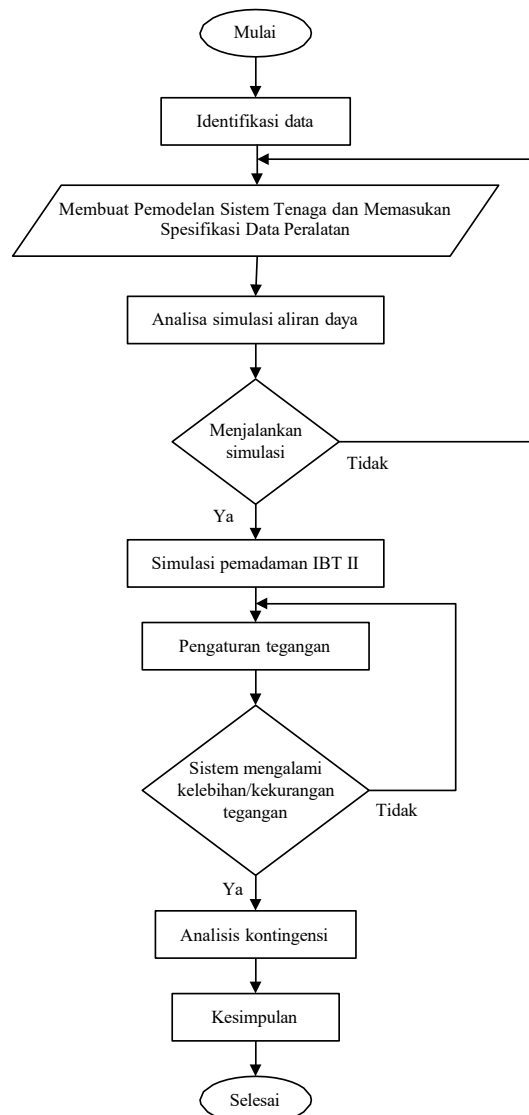 Mulai
Identifikasi data
Membuat Pemodelan Sistem Tenaga dan Memasukan
Spesifikasi Data Peralatan
Analisa simulasi aliran daya
Menjalankan
simulasi
Tidak
Ya
Simulasi pemadaman IBT II
Pengaturan tegangan
Sistem mengalami
kelebihan/kekurangan
tegangan
Tidak
Ya
Analisis kontingensi
Kesimpulan
Selesai